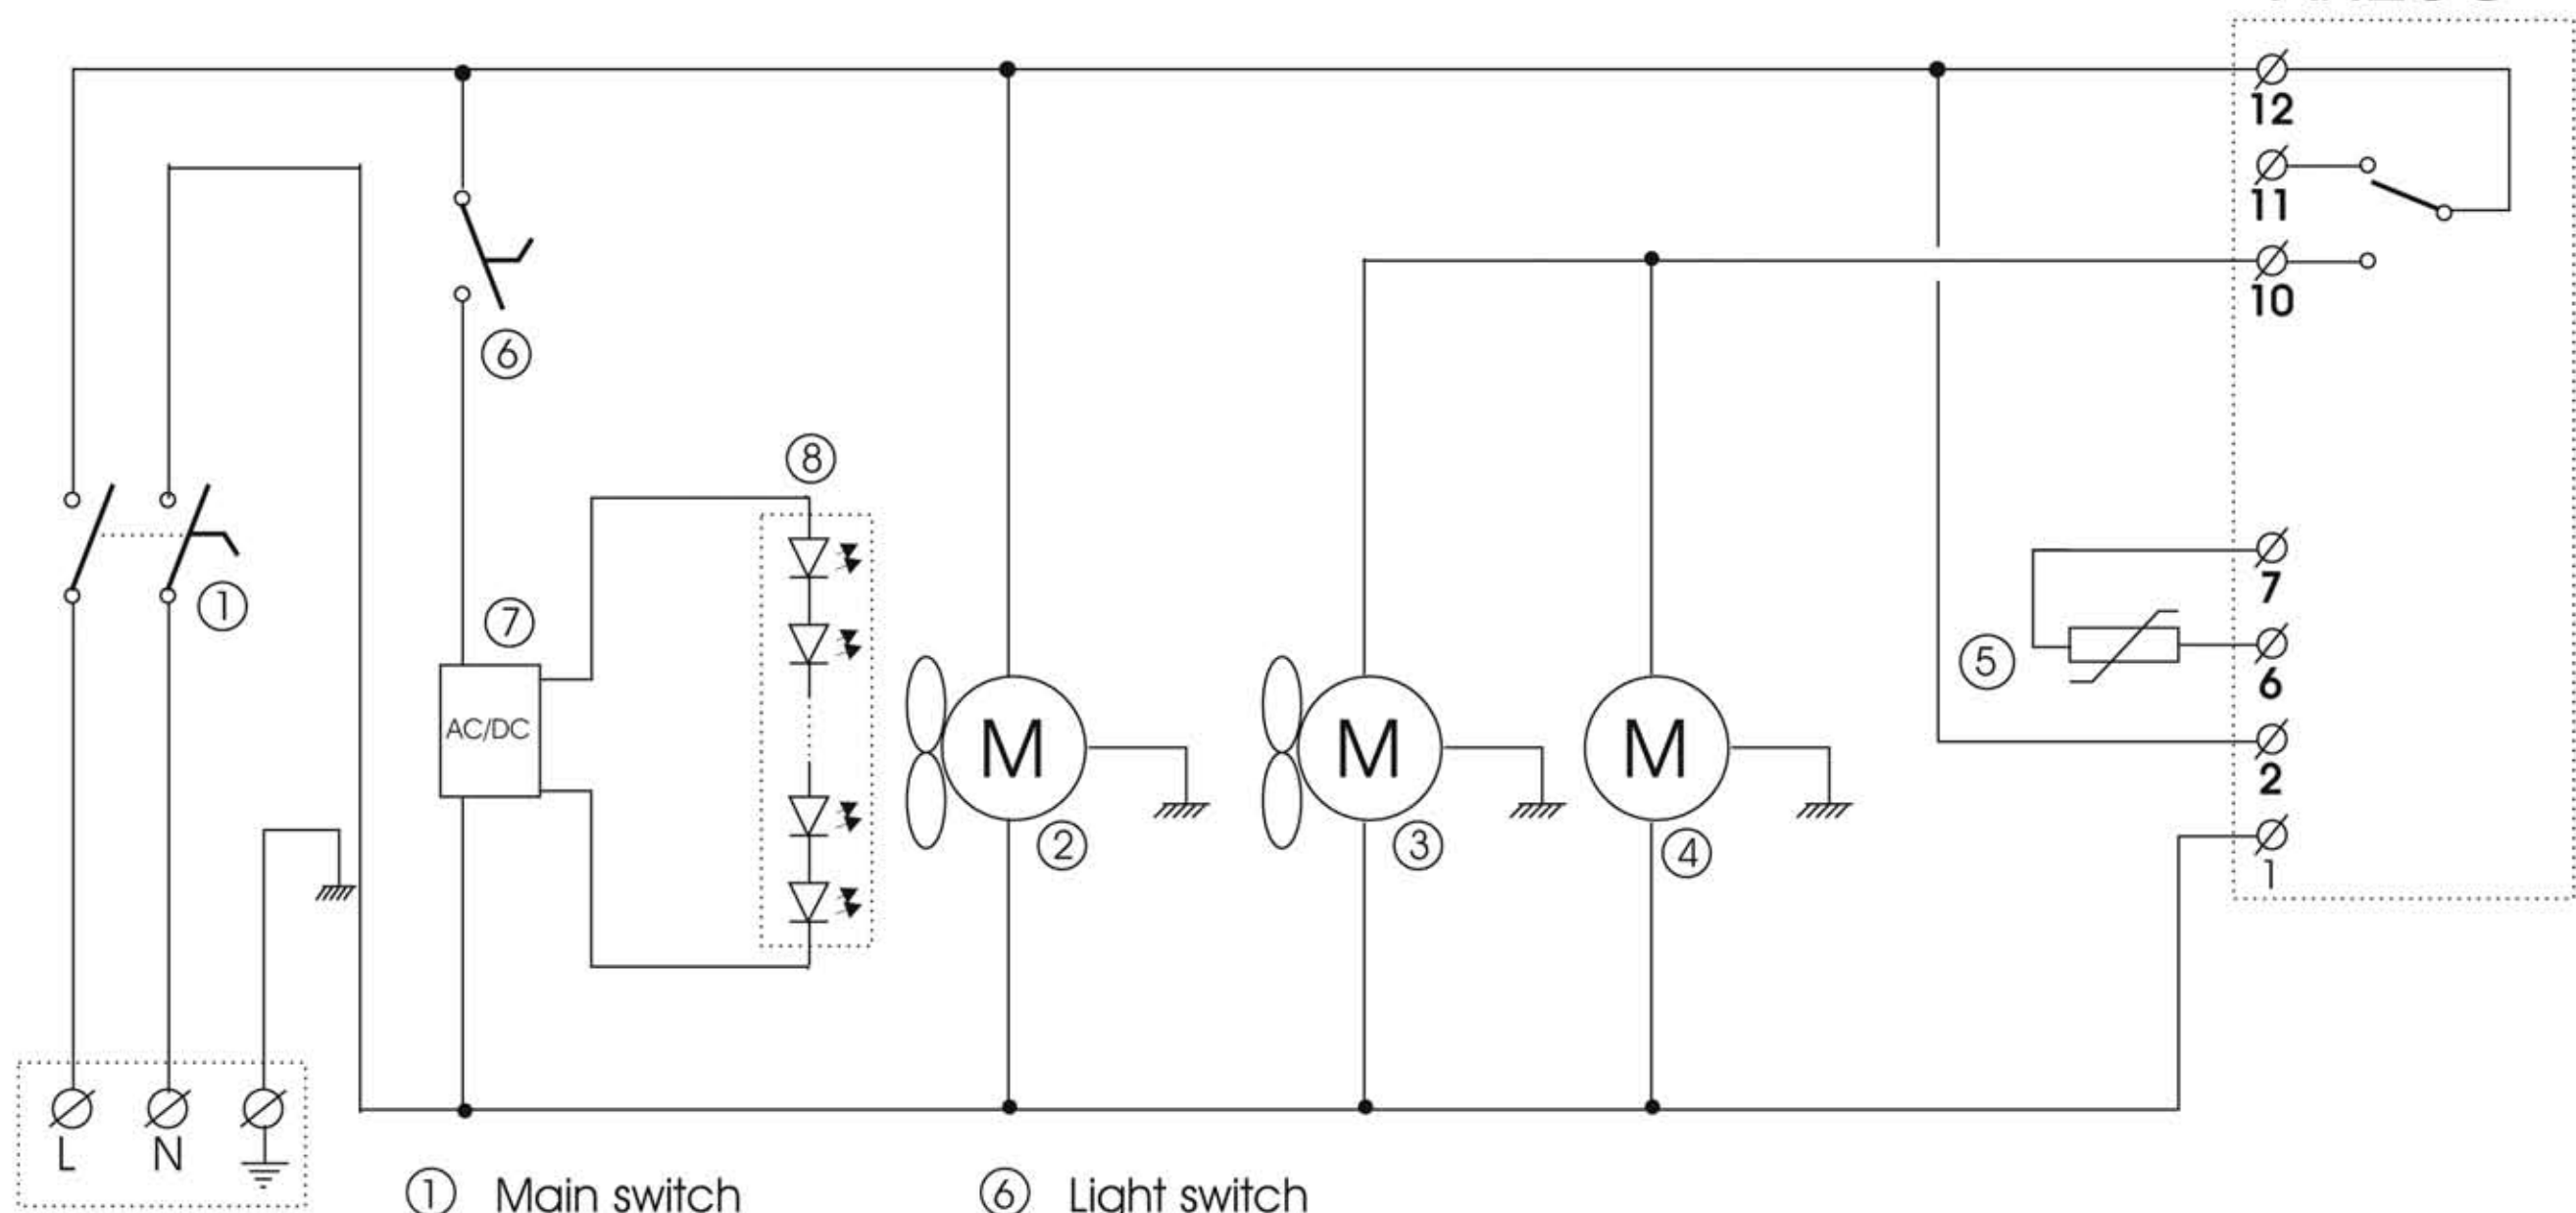 12
11
10
⑥
⑧
①
⑦
7
⑤
6
AC/DC
M
M
M
2
②
③
④
1
L
N
① Main switch
⑥ Light switch